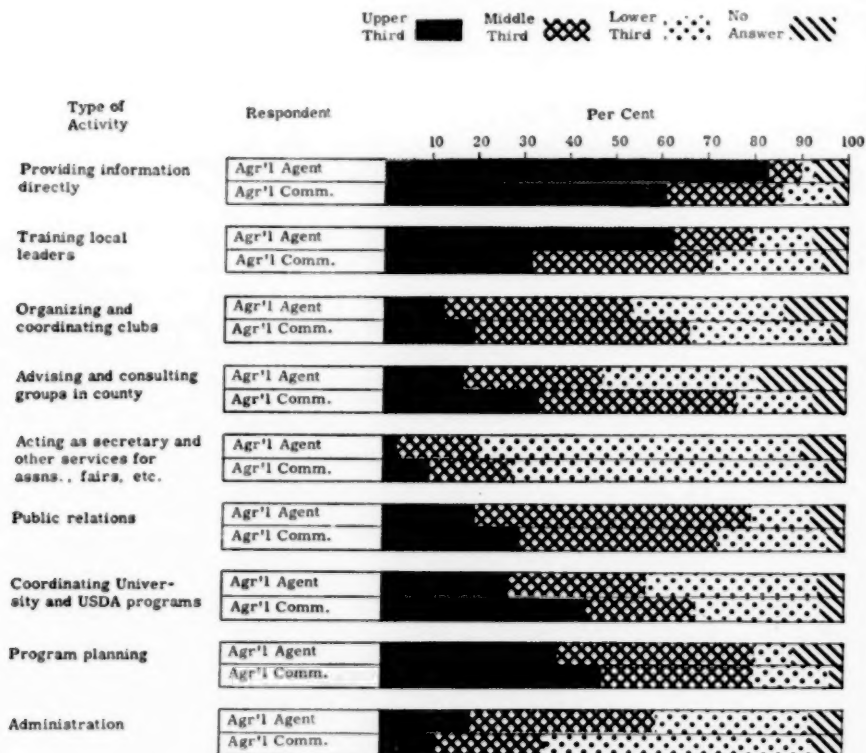 Upper Third
Middle Third
Lower Third
No Answer
Type of Activity
Respondent
Per Cent
10 20 30 40 50 60 70 80 90 100
Providing information directly
Agr'l Agent
Agr'l Comm.
Training local leaders
Agr'l Agent
Agr'l Comm.
Organizing and coordinating clubs
Agr'l Agent
Agr'l Comm.
Advising and consulting groups in county
Agr'l Agent
Agr'l Comm.
Acting as secretary and other services for assns., fairs, etc.
Agr'l Agent
Agr'l Comm.
Public relations
Agr'l Agent
Agr'l Comm.
Coordinating Univer-
sity and USDA programs
Agr'l Agent
Agr'l Comm.
Program planning
Agr'l Agent
Agr'l Comm.
Administration
Agr'l Agent
Agr'l Comm.